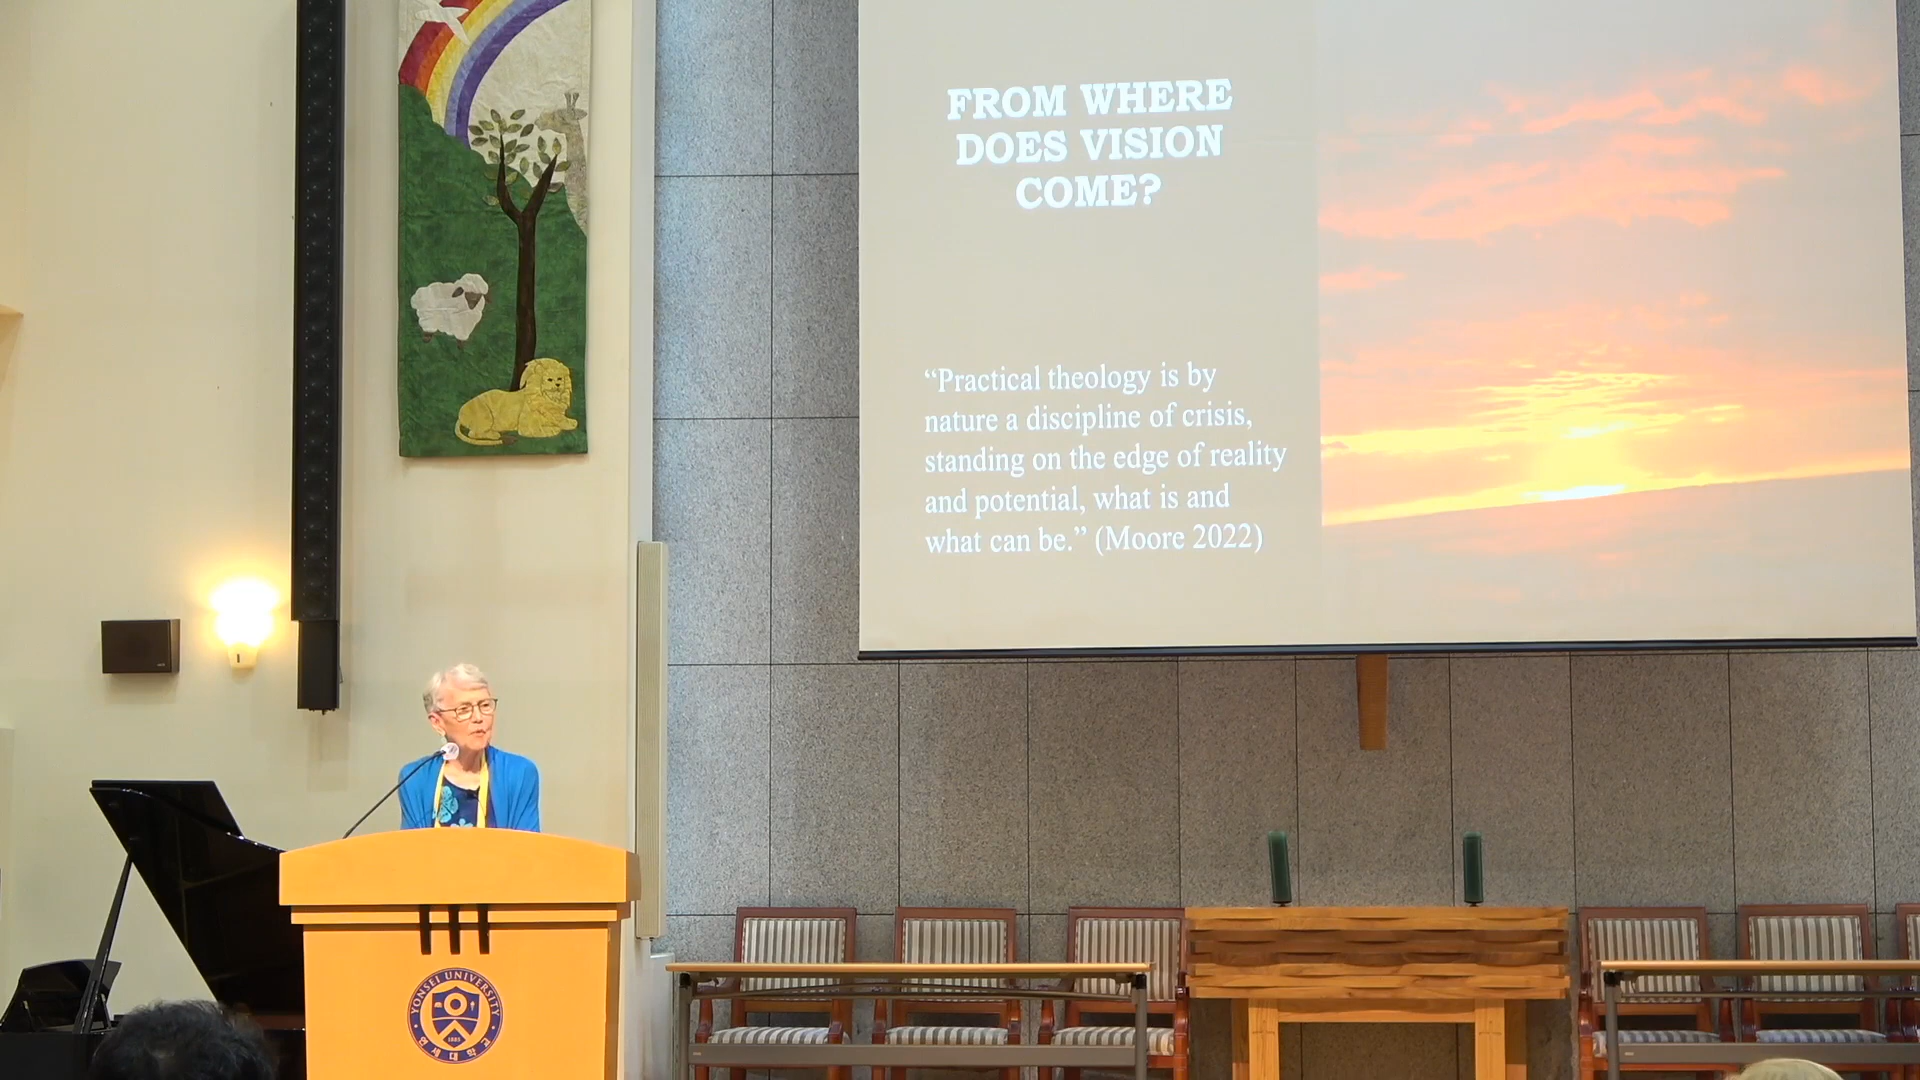 FROM WHERE
DOES VISION
COME?
“Practical theology is by
nature a discipline of crisis,
standing on the edge of reality
and potential, what is and
what can be.” (Moore 2022)
YONSEI UNIVERSITY
1885
연세대학교